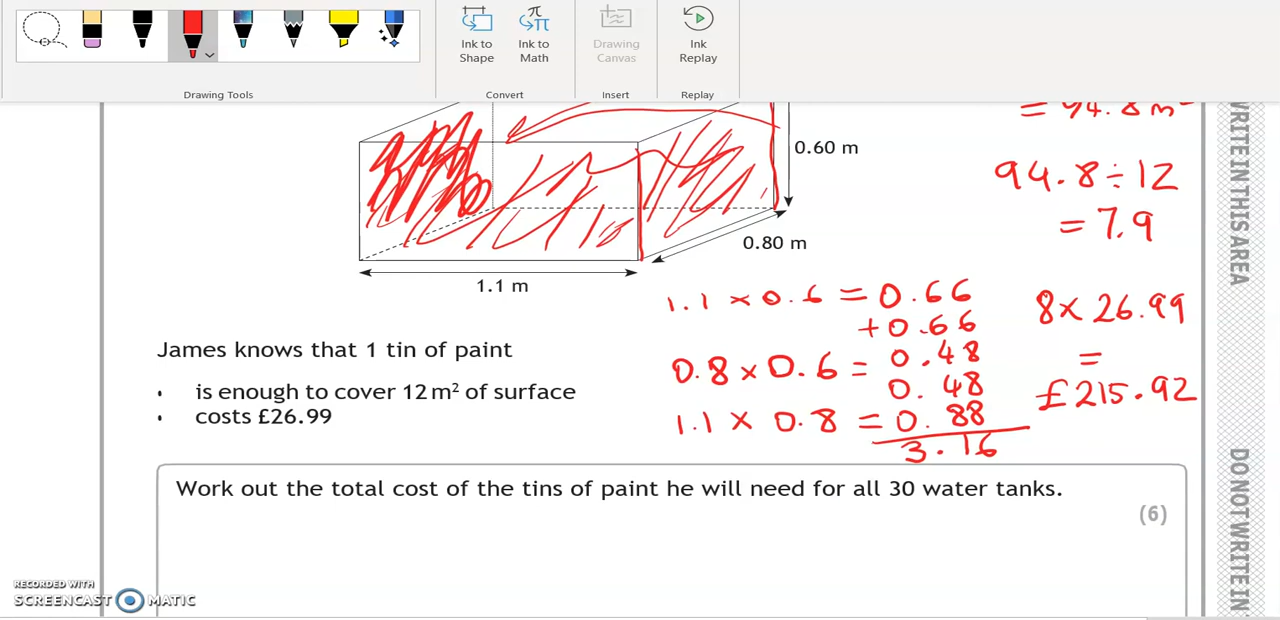 Ink to Shape
Ink to Math
Drawing Canvas
Ink Replay
Drawing Tools
Convert
Insert
Replay
= 94.8 m²
0.60 m
0.80 m
1.1 m
94.8 ÷ 12
= 7.9
1.1 × 0.6 = 0.66
+ 0.66
0.8 × 0.6 = 0.48
0.48
1.1 × 0.8 = 0.88
3.16
8 × 26.99
=
£215.92
James knows that 1 tin of paint
• is enough to cover 12 m² of surface
• costs £26.99
Work out the total cost of the tins of paint he will need for all 30 water tanks.
(6)
WRITE IN THIS AREA
DO NOT WRITE IN
RECORDED WITH
SCREENCAST MATIC